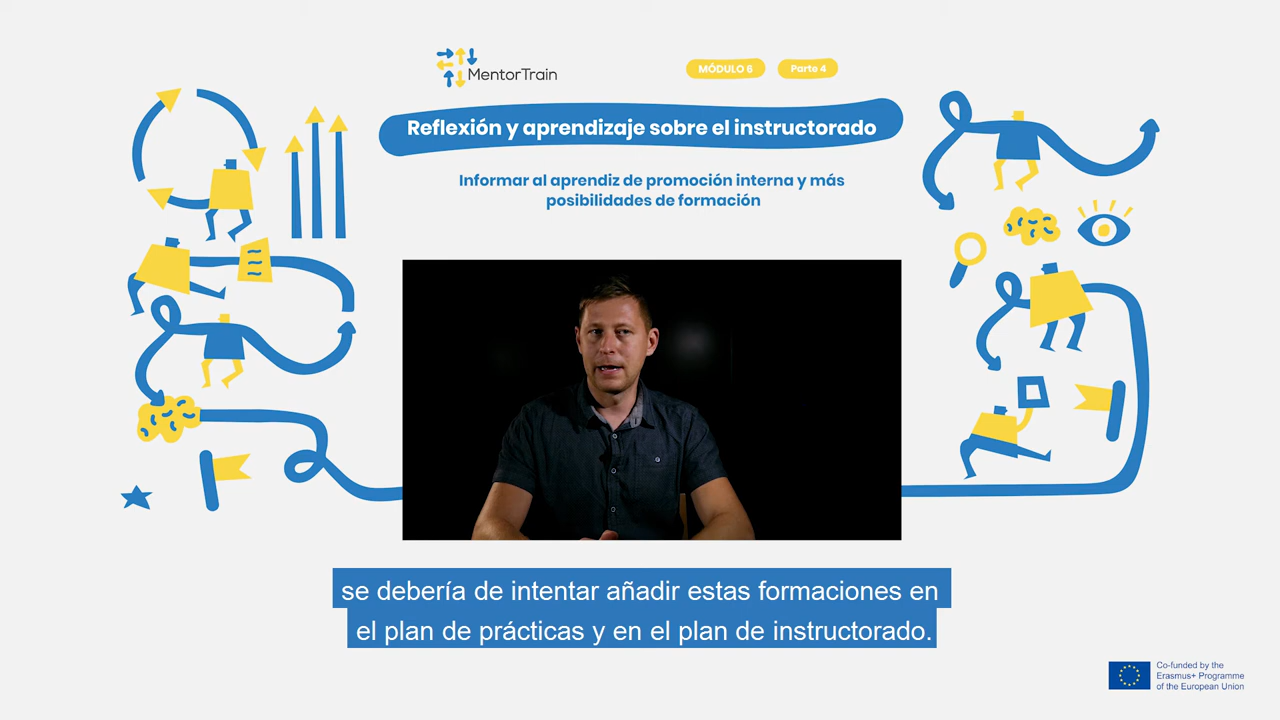 MentorTrain
MÓDULO 6
Parte 4
Reflexión y aprendizaje sobre el instructorado
Informar al aprendiz de promoción interna y más
posibilidades de formación
se debería de intentar añadir estas formaciones en
el plan de prácticas y en el plan de instructorado.
Co-funded by the
Erasmus+ Programme
of the European Union